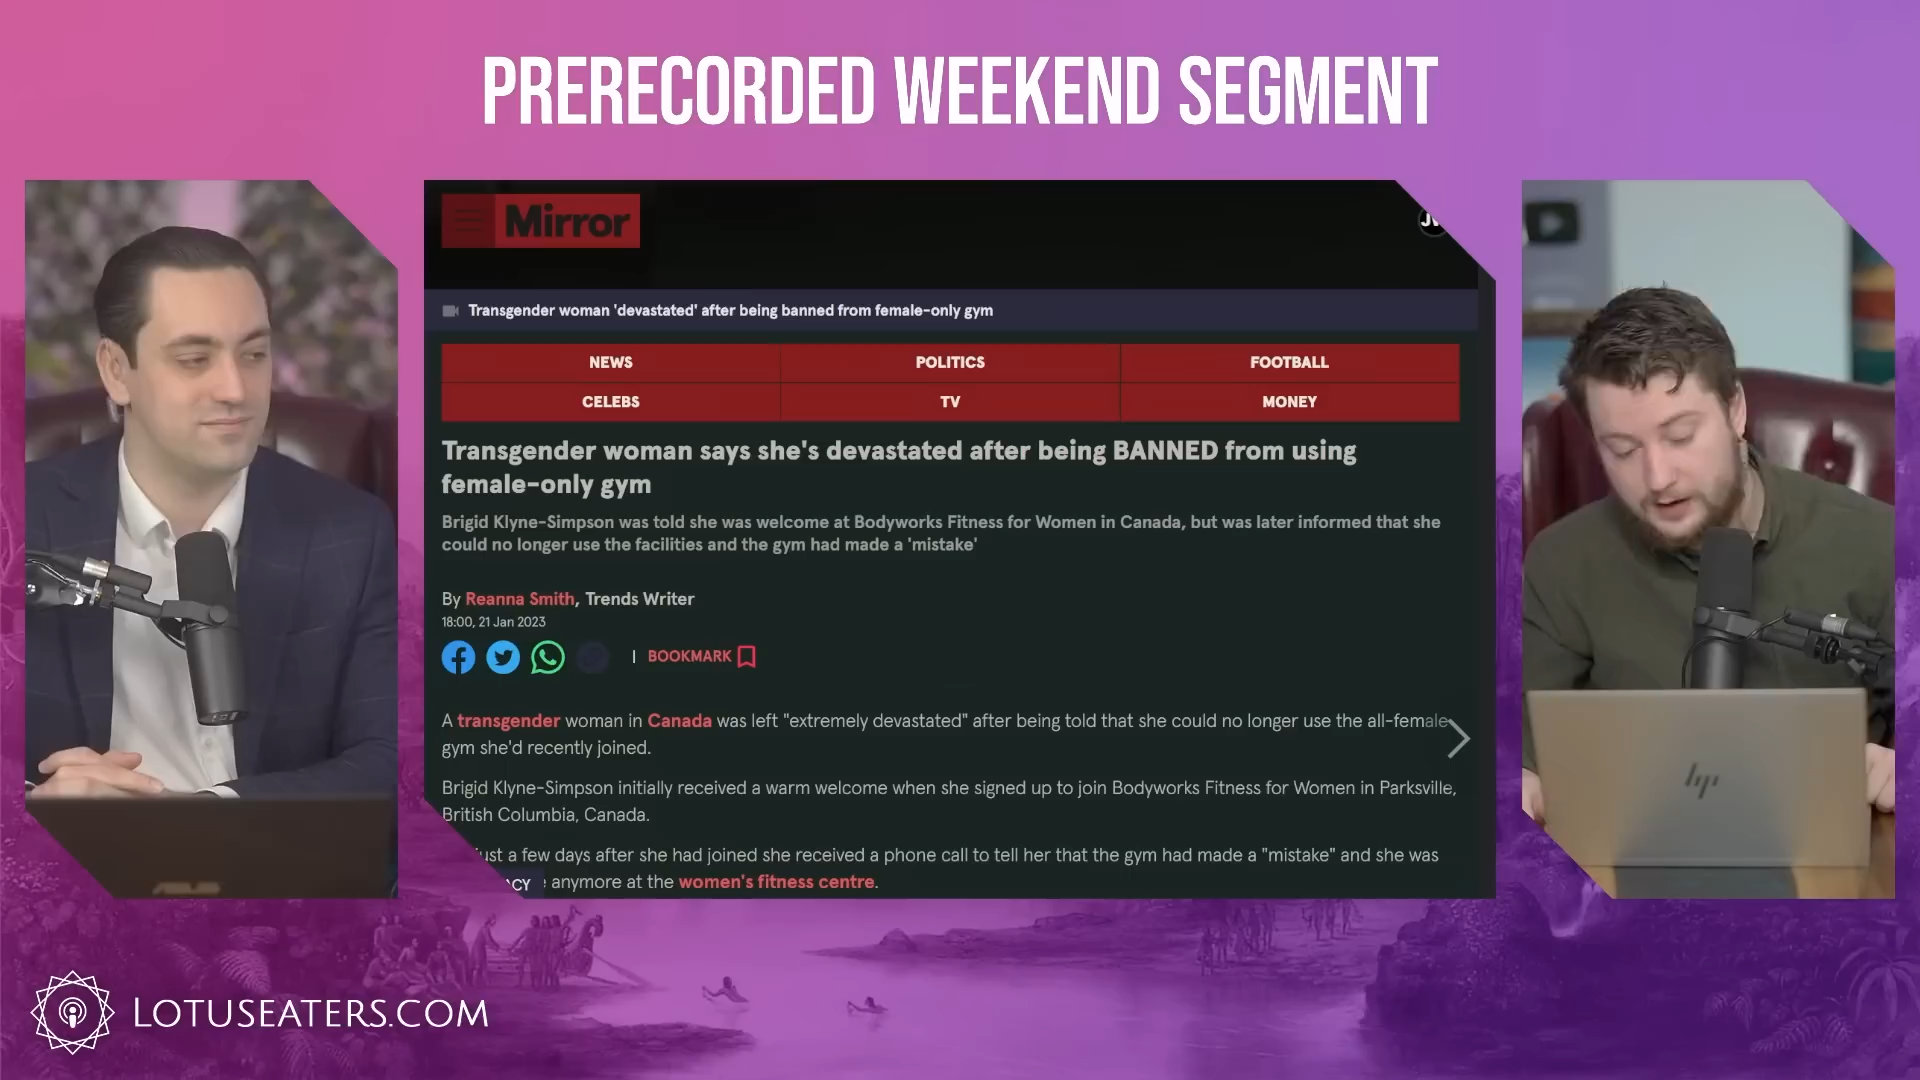 PRERECORDED WEEKEND SEGMENT
Mirror
Transgender woman 'devastated' after being banned from female-only gym
NEWS
POLITICS
FOOTBALL
CELEBS
TV
MONEY
Transgender woman says she's devastated after being BANNED from using
female-only gym
Brigid Klyne-Simpson was told she was welcome at Bodyworks Fitness for Women in Canada, but was later informed that she
could no longer use the facilities and the gym had made a 'mistake'
By Reanna Smith, Trends Writer
18:00, 21 Jan 2023
| BOOKMARK
A transgender woman in Canada was left "extremely devastated" after being told that she could no longer use the all-female
gym she'd recently joined.
Brigid Klyne-Simpson initially received a warm welcome when she signed up to join Bodyworks Fitness for Women in Parksville,
British Columbia, Canada.
just a few days after she had joined she received a phone call to tell her that the gym had made a "mistake" and she was
anymore at the women's fitness centre.
hp
LOTUSEATERS.COM